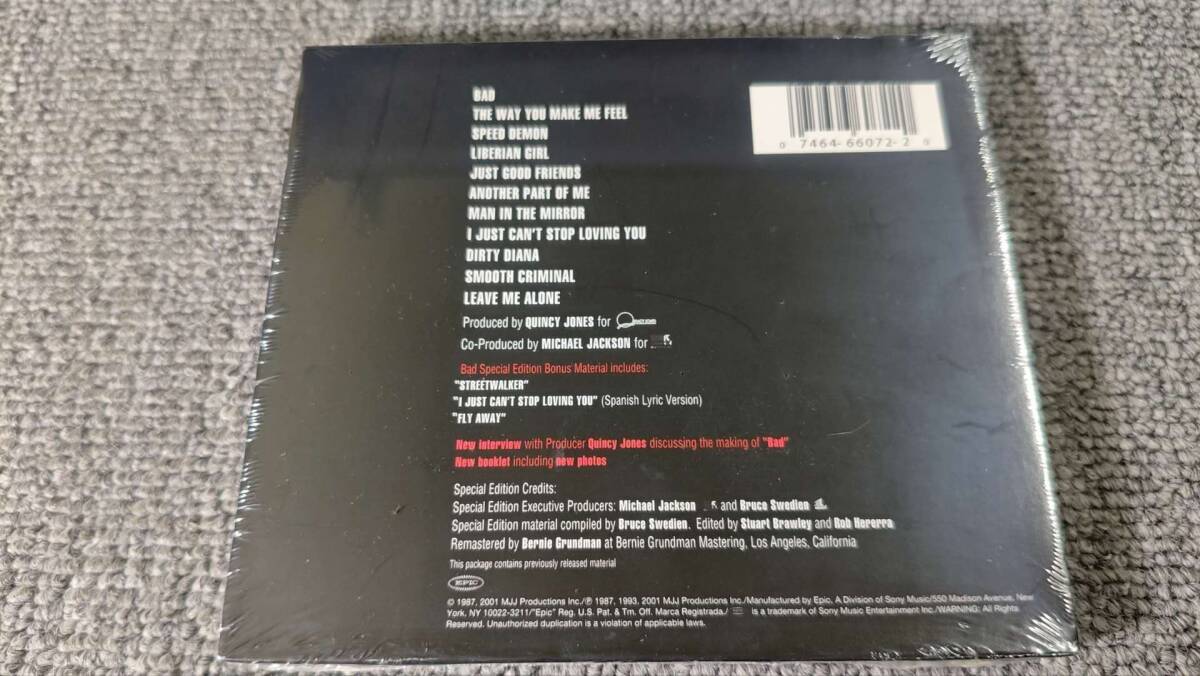 BAD
THE WAY YOU MAKE ME FEEL
SPEED DEMON
LIBERIAN GIRL
JUST GOOD FRIENDS
ANOTHER PART OF ME
MAN IN THE MIRROR
I JUST CAN'T STOP LOVING YOU
DIRTY DIANA
SMOOTH CRIMINAL
LEAVE ME ALONE
0 7464-66072-2 0
Produced by QUINCY JONES for
Co-Produced by MICHAEL JACKSON for
Bad Special Edition Bonus Material includes:
"STREETWALKER"
"I JUST CAN'T STOP LOVING YOU" (Spanish Lyric Version)
"FLY AWAY"
New interview with Producer Quincy Jones discussing the making of "Bad"
New booklet including new photos
Special Edition Credits:
Special Edition Executive Producers: Michael Jackson and Bruce Swedien
Special Edition material compiled by Bruce Swedien. Edited by Stuart Brawley and Rob Hererra
Remastered by Bernie Grundman at Bernie Grundman Mastering, Los Angeles, California
This package contains previously released material
EPIC
© 1987, 2001 MJJ Productions Inc./℗ 1987, 1993, 2001 MJJ Productions Inc./Manufactured by Epic, A Division of Sony Music/550 Madison Avenue, New
York, NY 10022-3211/"Epic" Reg. U.S. Pat. & Tm. Off. Marca Registrada./ is a trademark of Sony Music Entertainment Inc./WARNING: All Rights
Reserved. Unauthorized duplication is a violation of applicable laws.